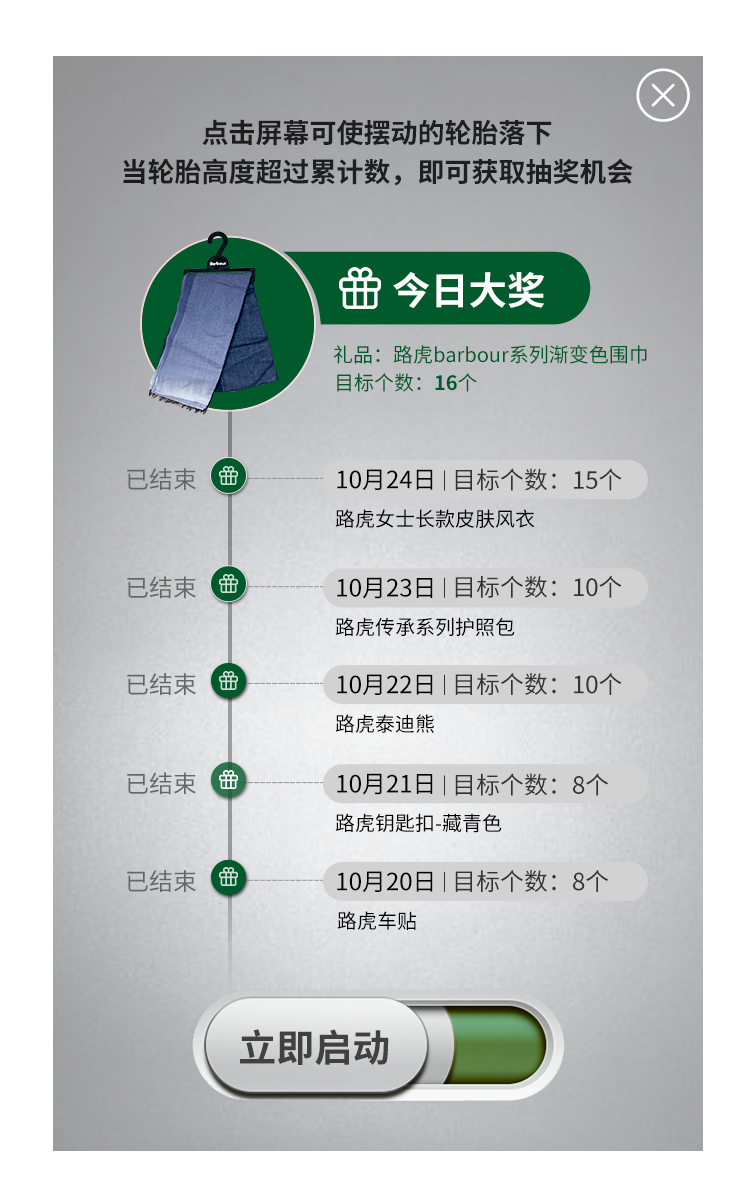 点击屏幕可使摆动的轮胎落下
当轮胎高度超过累计数，即可获取抽奖机会
Barbour
今日大奖
礼品：路虎barbour系列渐变色围巾
目标个数：16个
已结束 10月24日 | 目标个数：15个
路虎女士长款皮肤风衣
已结束 10月23日 | 目标个数：10个
路虎传承系列护照包
已结束 10月22日 | 目标个数：10个
路虎泰迪熊
已结束 10月21日 | 目标个数：8个
路虎钥匙扣-藏青色
已结束 10月20日 | 目标个数：8个
路虎车贴
立即启动